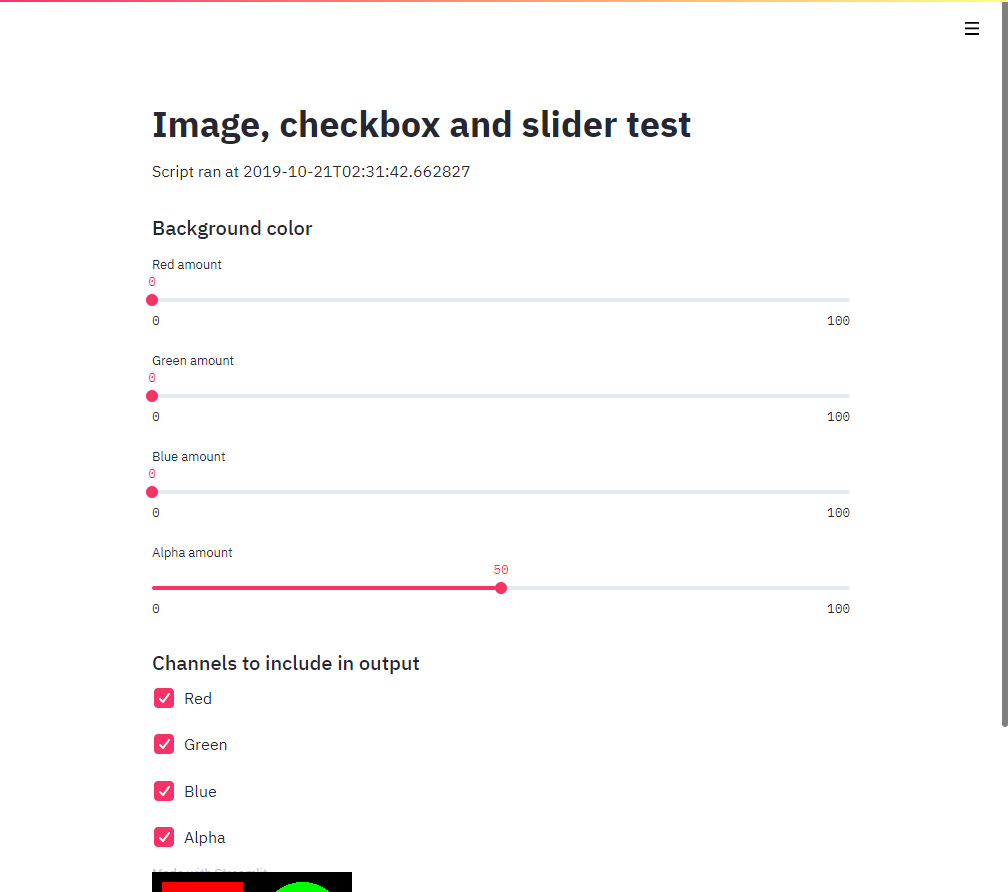 Image, checkbox and slider test
Script ran at 2019-10-21T02:31:42.662827
Background color
Red amount
0
0 100
Green amount
0
0 100
Blue amount
0
0 100
Alpha amount
50
0 100
Channels to include in output
Red
Green
Blue
Alpha
Made with Streamlit